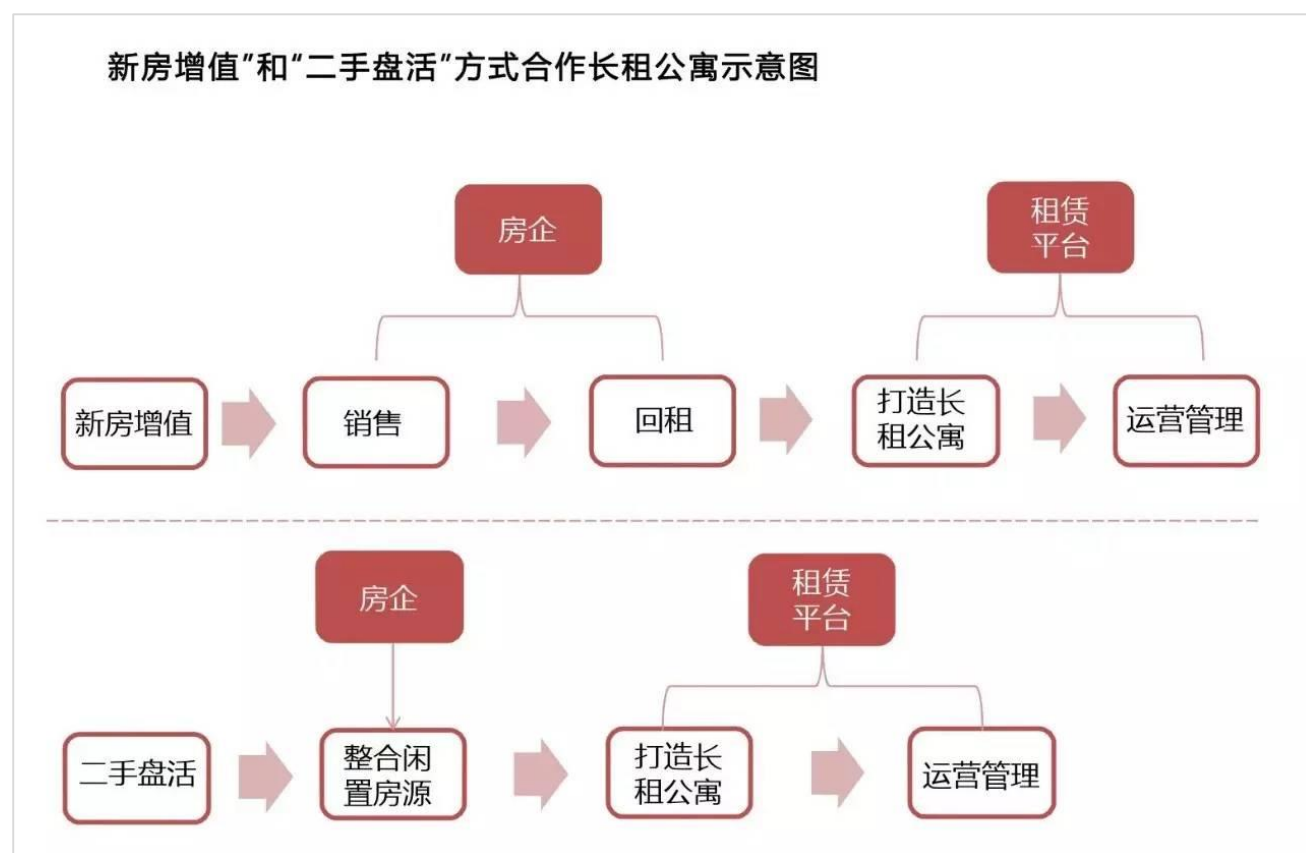 新房增值”和“二手盘活”方式合作长租公寓示意图
房企
租赁
平台
新房增值
销售
回租
打造长
租公寓
运营管理
房企
租赁
平台
二手盘活
整合闲
置房源
打造长
租公寓
运营管理